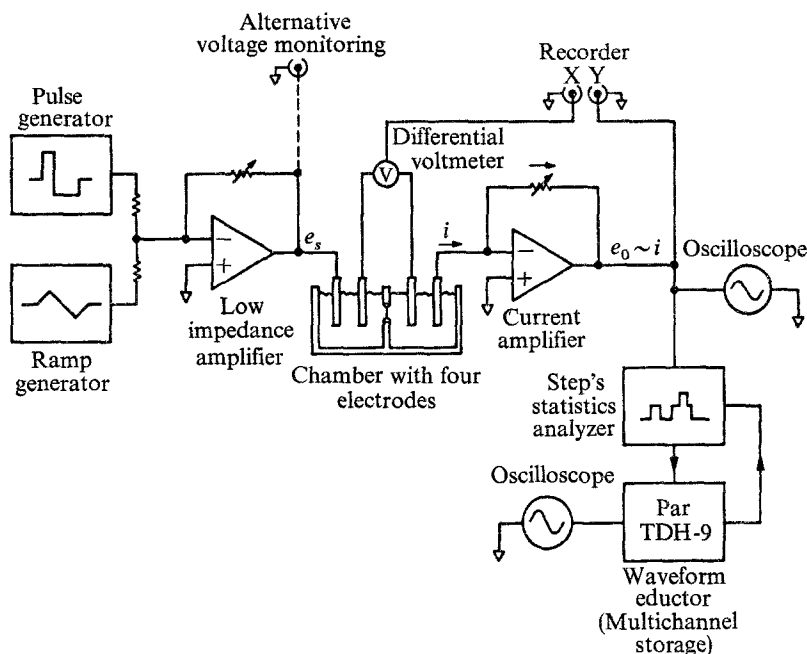 Alternative
voltage monitoring
Recorder
X Y
Pulse
generator
Differential
voltmeter
V
e_s
i
e_0 ~ i
Oscilloscope
−
+
−
+
Low
impedance
amplifier
Current
amplifier
Ramp
generator
Chamber with four
electrodes
Step's
statistics
analyzer
Oscilloscope
Par
TDH-9
Waveform
eductor
(Multichannel
storage)